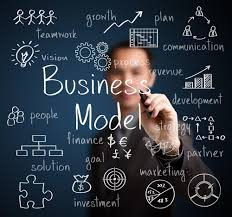 growth
plan
teamwork
communication
Vision
process
revenue
Business
development
Model
people
strategy
solution
finance
partner
goal
marketing
$ €
£ ¥
investment